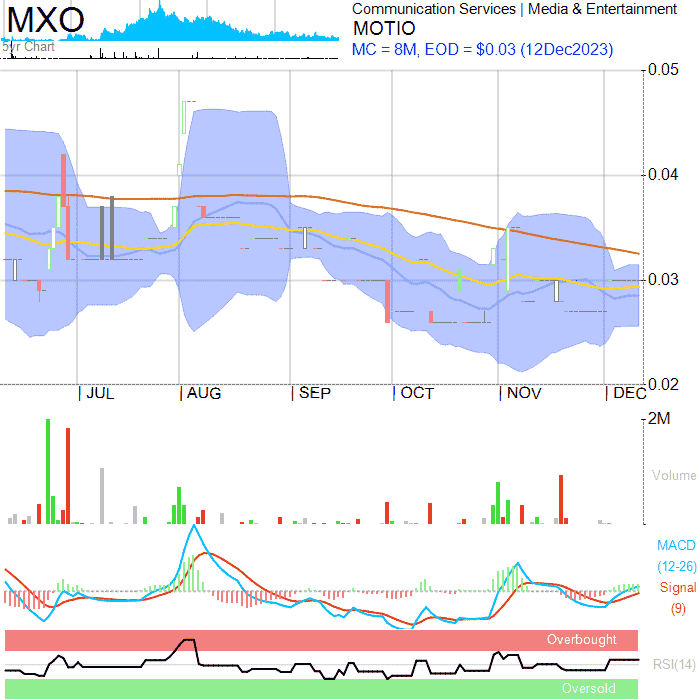 MXO
5yr Chart
Communication Services | Media & Entertainment
MOTIO
MC = 8M, EOD = $0.03 (12Dec2023)
0.05
0.04
0.03
0.02
JUL AUG SEP OCT NOV DEC
2M
Volume
MACD
(12-26)
Signal
(9)
Overbought
RSI(14)
Oversold